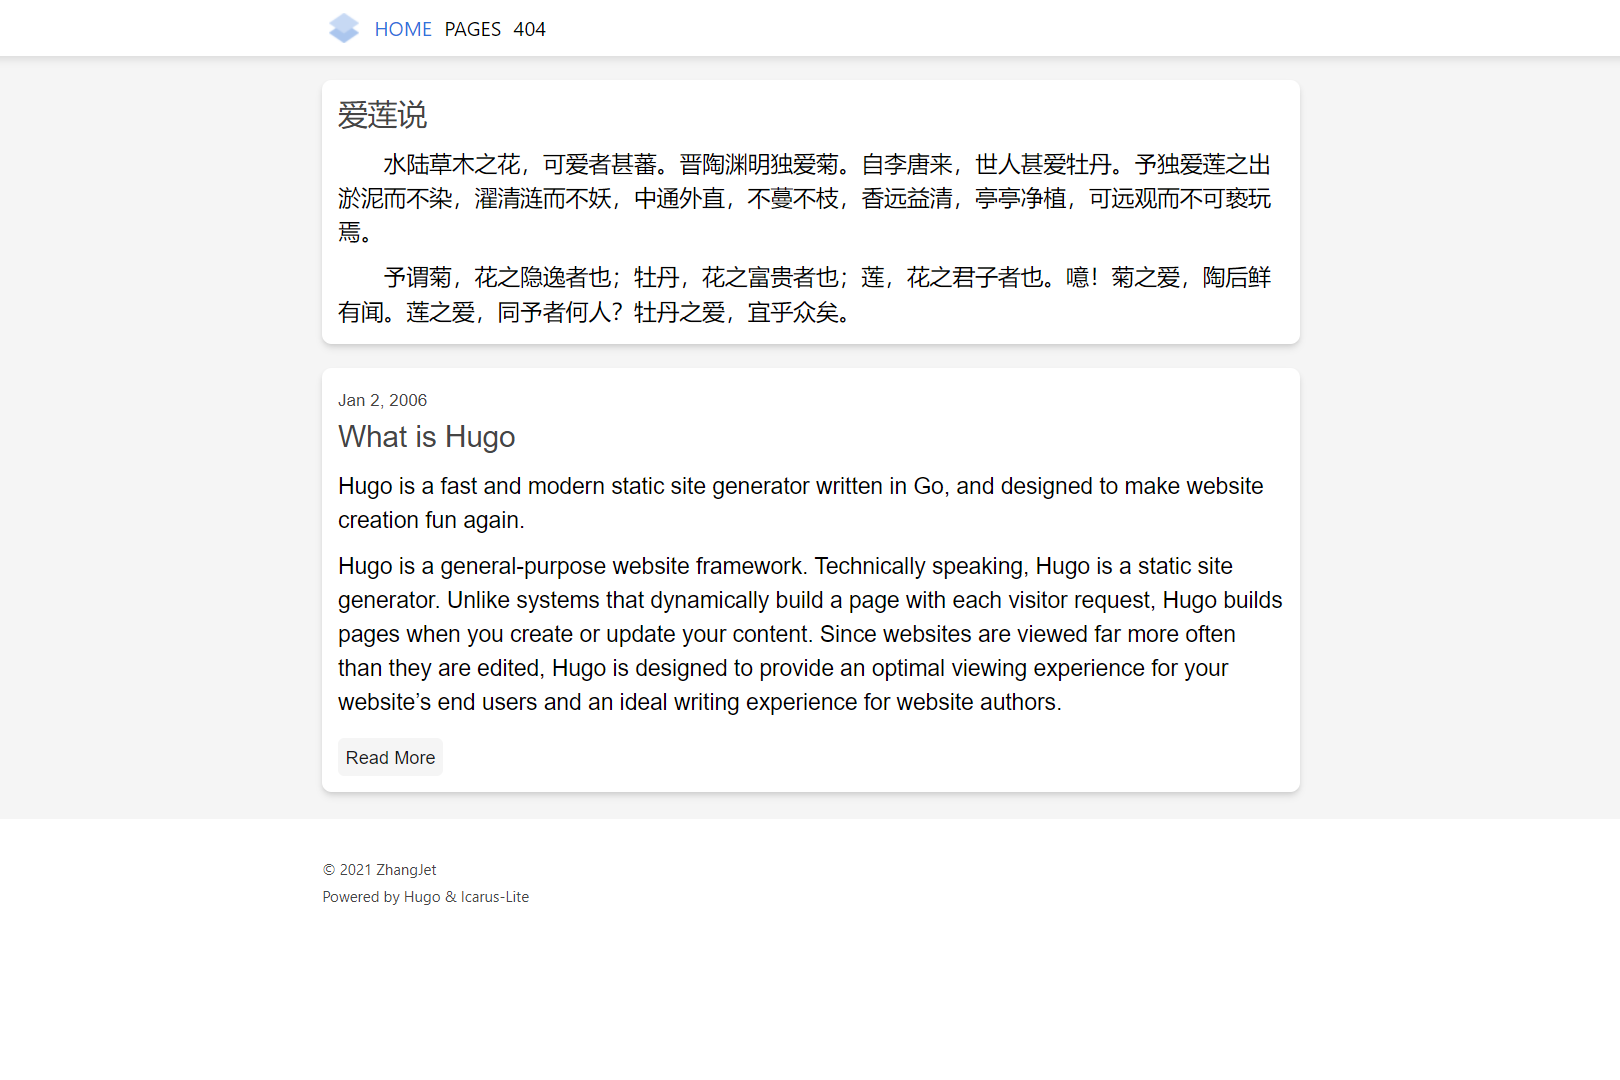 HOME PAGES 404
爱莲说
水陆草木之花，可爱者甚蕃。晋陶渊明独爱菊。自李唐来，世人甚爱牡丹。予独爱莲之出
淤泥而不染，濯清涟而不妖，中通外直，不蔓不枝，香远益清，亭亭净植，可远观而不可亵玩
焉。
予谓菊，花之隐逸者也；牡丹，花之富贵者也；莲，花之君子者也。噫！菊之爱，陶后鲜
有闻。莲之爱，同予者何人？牡丹之爱，宜乎众矣。
Jan 2, 2006
What is Hugo
Hugo is a fast and modern static site generator written in Go, and designed to make website
creation fun again.
Hugo is a general-purpose website framework. Technically speaking, Hugo is a static site
generator. Unlike systems that dynamically build a page with each visitor request, Hugo builds
pages when you create or update your content. Since websites are viewed far more often
than they are edited, Hugo is designed to provide an optimal viewing experience for your
website’s end users and an ideal writing experience for website authors.
Read More
© 2021 ZhangJet
Powered by Hugo & Icarus-Lite